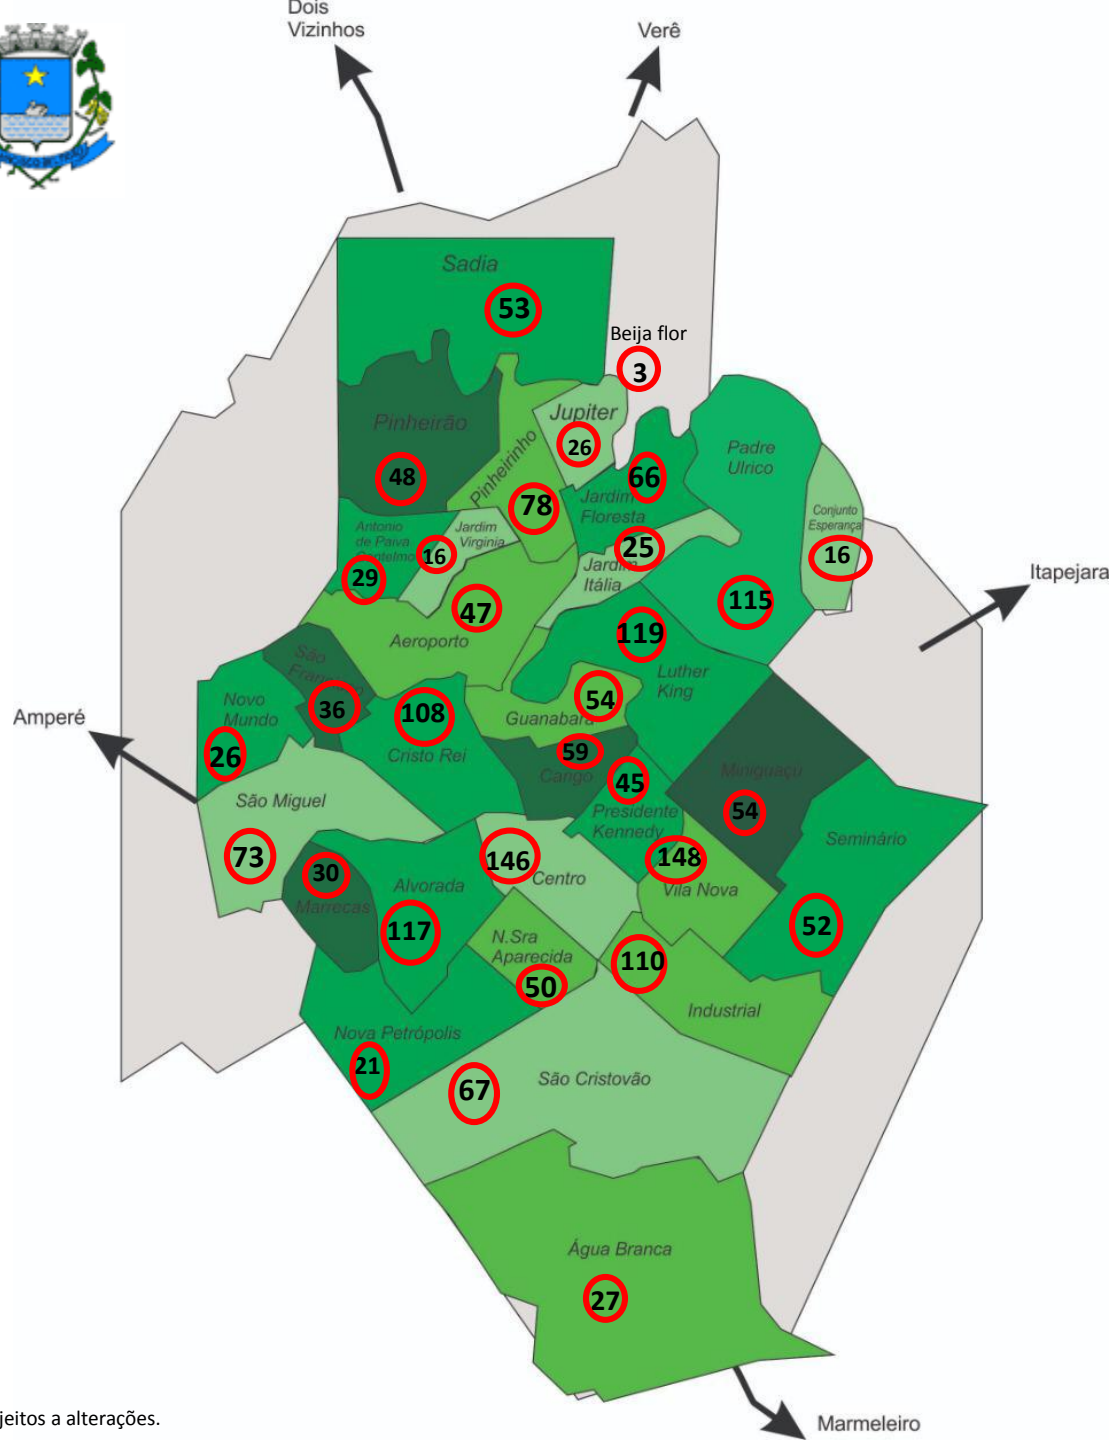 Dois
Vizinhos
Verê
Sadia
53
Beija flor
3
Pinheirão
48
Pinheirinho
78
Jupiter
26
66
Jardim
Floresta
Padre
Ulrico
115
Conjunto
Esperança
16
Itapejara
Antonio
de Paiva
29
Jardim
Virginia
16
25
Jardim
Itália
47
Aeroporto
119
Luther
King
São
Francisco
36
Novo
Mundo
26
Amperé
108
Cristo Rei
54
Guanabara
59
Cango
45
Presidente
Kennedy
Miniguaçú
54
Seminário
52
São Miguel
73
30
Marrecas
Alvorada
117
146
Centro
148
Vila Nova
N.Sra
Aparecida
50
110
Industrial
Nova Petrópolis
21
São Cristovão
67
Água Branca
27
jeitos a alterações.
Marmeleiro